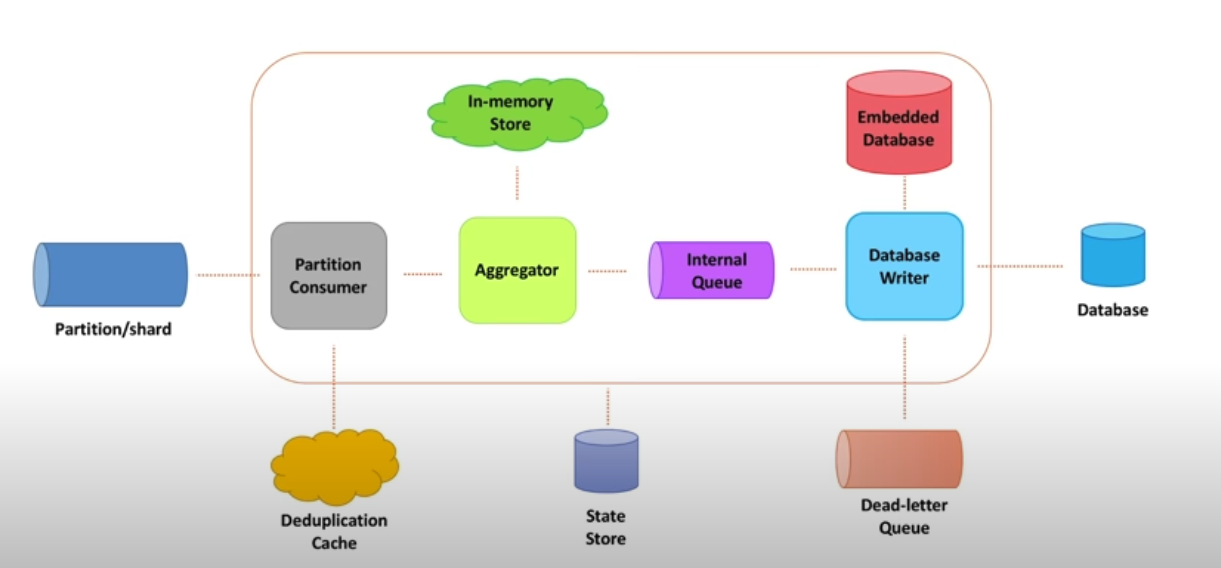 In-memory
Store
Embedded
Database
Partition
Consumer
Aggregator
Internal
Queue
Database
Writer
Partition/shard
Database
Deduplication
Cache
State
Store
Dead-letter
Queue